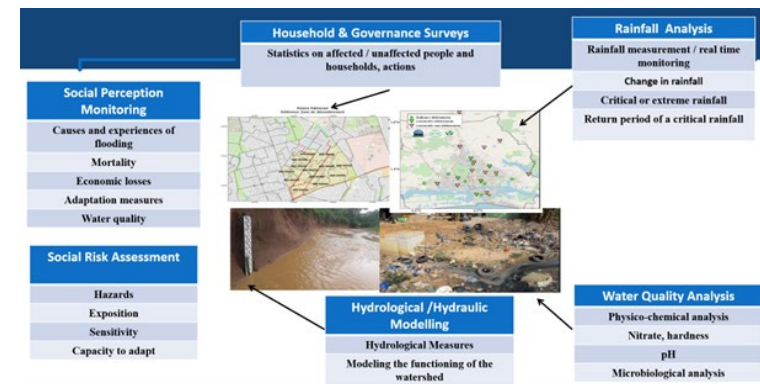 Household & Governance Surveys
Statistics on affected / unaffected people and
households, actions
Rainfall Analysis
Rainfall measurement / real time
monitoring
Change in rainfall
Critical or extreme rainfall
Return period of a critical rainfall
Social Perception
Monitoring
Causes and experiences of
flooding
Mortality
Economic losses
Adaptation measures
Water quality
Social Risk Assessment
Hazards
Exposition
Sensitivity
Capacity to adapt
Hydrological /Hydraulic
Modelling
Hydrological Measures
Modeling the functioning of the
watershed
Water Quality Analysis
Physico-chemical analysis
Nitrate, hardness
pH
Microbiological analysis